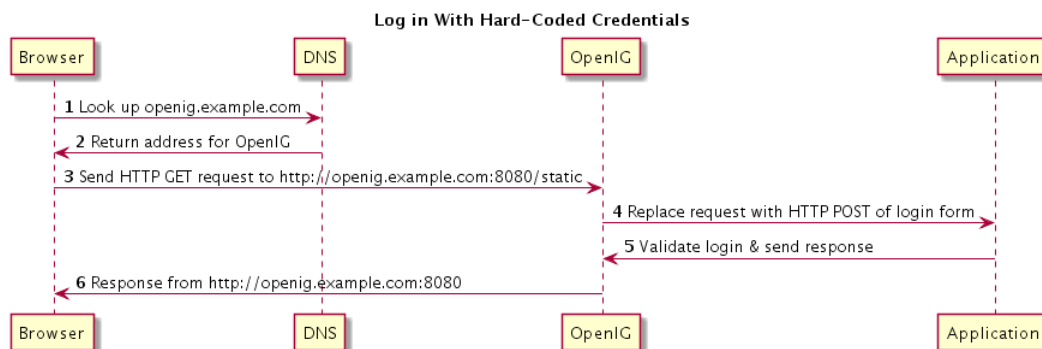 Log in With Hard-Coded Credentials
Browser DNS OpenIG Application
1 Look up openig.example.com
2 Return address for OpenIG
3 Send HTTP GET request to http://openig.example.com:8080/static
4 Replace request with HTTP POST of login form
5 Validate login & send response
6 Response from http://openig.example.com:8080
Browser DNS OpenIG Application